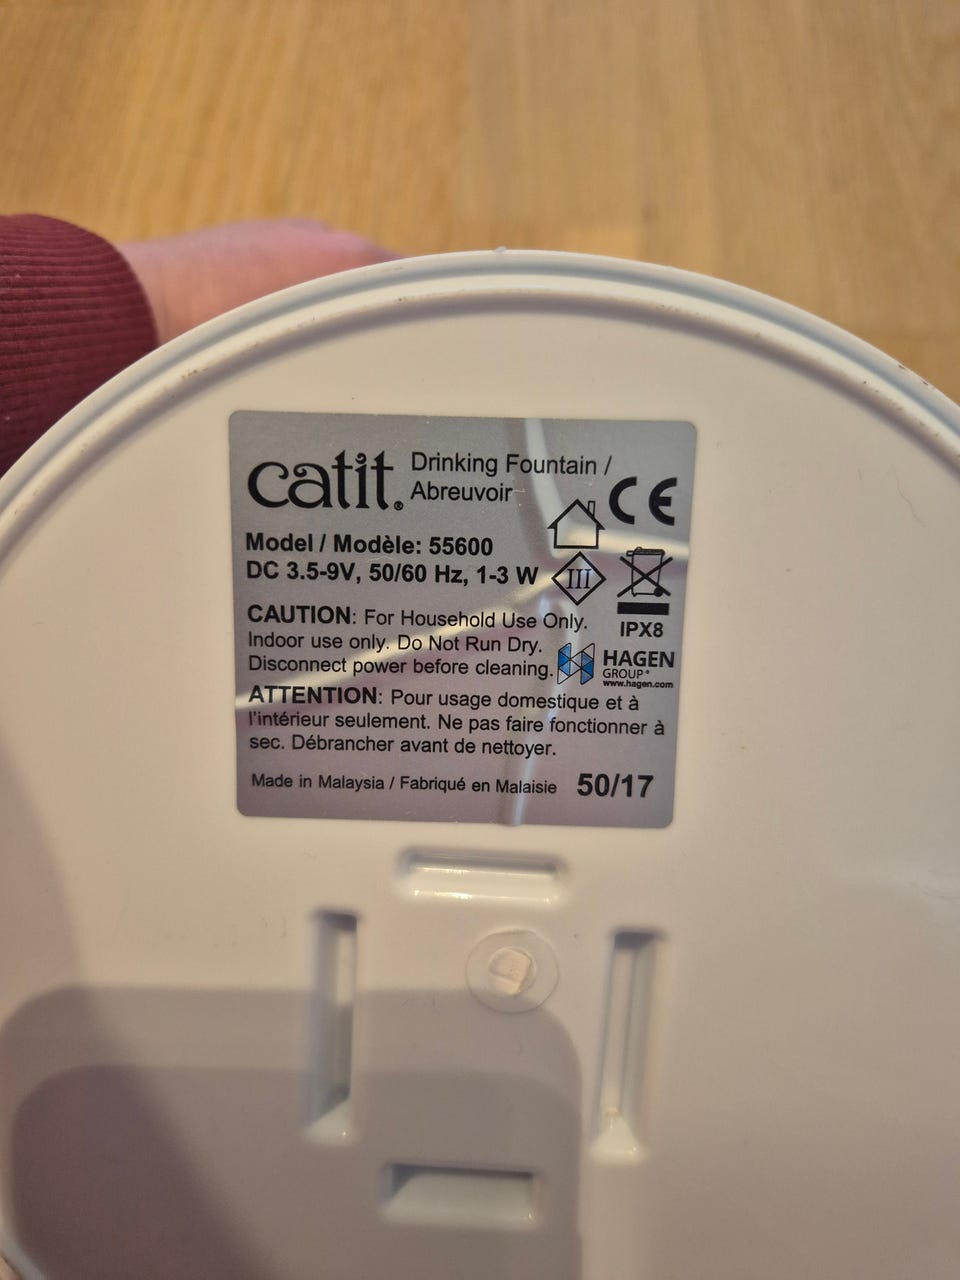 catit® Drinking Fountain /
Abreuvoir
CE
Model / Modèle: 55600
DC 3.5-9V, 50/60 Hz, 1-3 W
III
IPX8
CAUTION: For Household Use Only.
Indoor use only. Do Not Run Dry.
Disconnect power before cleaning.
HAGEN
GROUP®
www.hagen.com
ATTENTION: Pour usage domestique et à
l'intérieur seulement. Ne pas faire fonctionner à
sec. Débrancher avant de nettoyer.
Made in Malaysia / Fabriqué en Malaisie 50/17